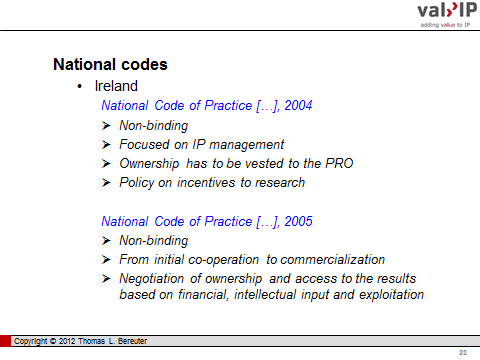 val IP
adding value to IP
National codes
• Ireland
National Code of Practice […], 2004
➢ Non-binding
➢ Focused on IP management
➢ Ownership has to be vested to the PRO
➢ Policy on incentives to research
National Code of Practice […], 2005
➢ Non-binding
➢ From initial co-operation to commercialization
➢ Negotiation of ownership and access to the results
based on financial, intellectual input and exploitation
Copyright © 2012 Thomas L. Bereuter
23